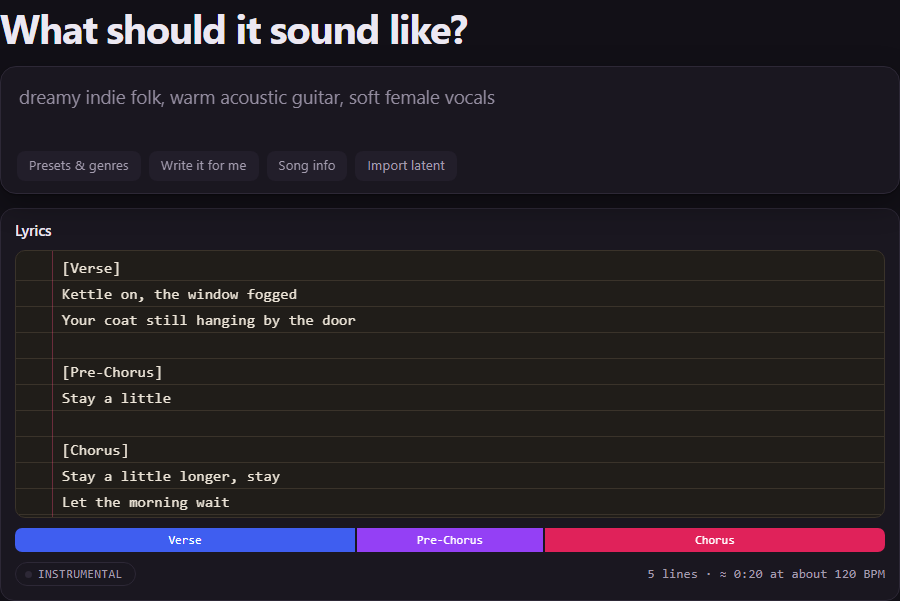 What should it sound like?
dreamy indie folk, warm acoustic guitar, soft female vocals
Presets & genres Write it for me Song info Import latent
Lyrics
[Verse]
Kettle on, the window fogged
Your coat still hanging by the door
[Pre-Chorus]
Stay a little
[Chorus]
Stay a little longer, stay
Let the morning wait
Verse Pre-Chorus Chorus
INSTRUMENTAL 5 lines · ≈ 0:20 at about 120 BPM